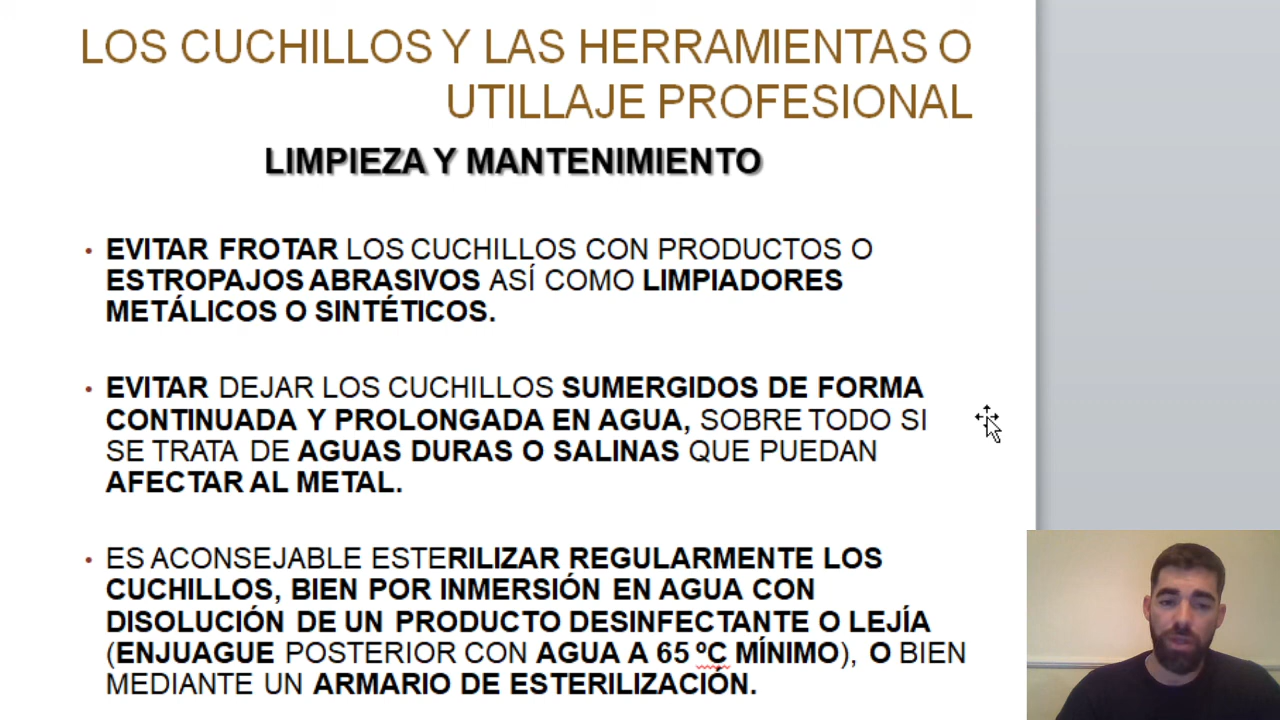 LOS CUCHILLOS Y LAS HERRAMIENTAS O
UTILLAJE PROFESIONAL
LIMPIEZA Y MANTENIMIENTO
• EVITAR FROTAR LOS CUCHILLOS CON PRODUCTOS O
ESTROPAJOS ABRASIVOS ASÍ COMO LIMPIADORES
METÁLICOS O SINTÉTICOS.
• EVITAR DEJAR LOS CUCHILLOS SUMERGIDOS DE FORMA
CONTINUADA Y PROLONGADA EN AGUA, SOBRE TODO SI
SE TRATA DE AGUAS DURAS O SALINAS QUE PUEDAN
AFECTAR AL METAL.
• ES ACONSEJABLE ESTERILIZAR REGULARMENTE LOS
CUCHILLOS, BIEN POR INMERSIÓN EN AGUA CON
DISOLUCIÓN DE UN PRODUCTO DESINFECTANTE O LEJÍA
(ENJUAGUE POSTERIOR CON AGUA A 65 ºC MÍNIMO), O BIEN
MEDIANTE UN ARMARIO DE ESTERILIZACIÓN.